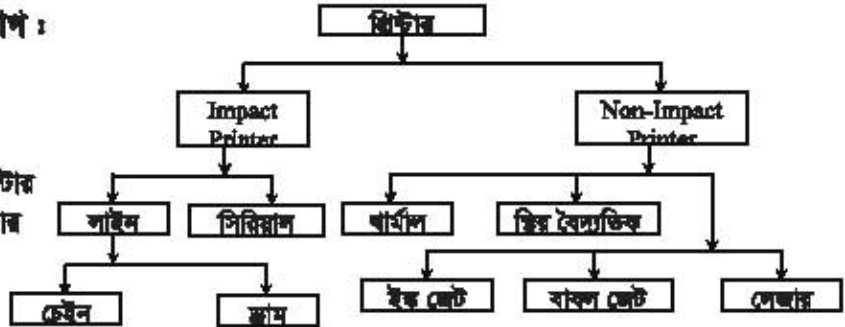 প্রিন্টার
Impact
Printer
Non-Impact
Printer
লাইন
সিরিয়াল
থার্মাল
স্থির বৈদ্যুতিক
চেইন
ড্রাম
ইঙ্ক জেট
বাবল জেট
লেজার